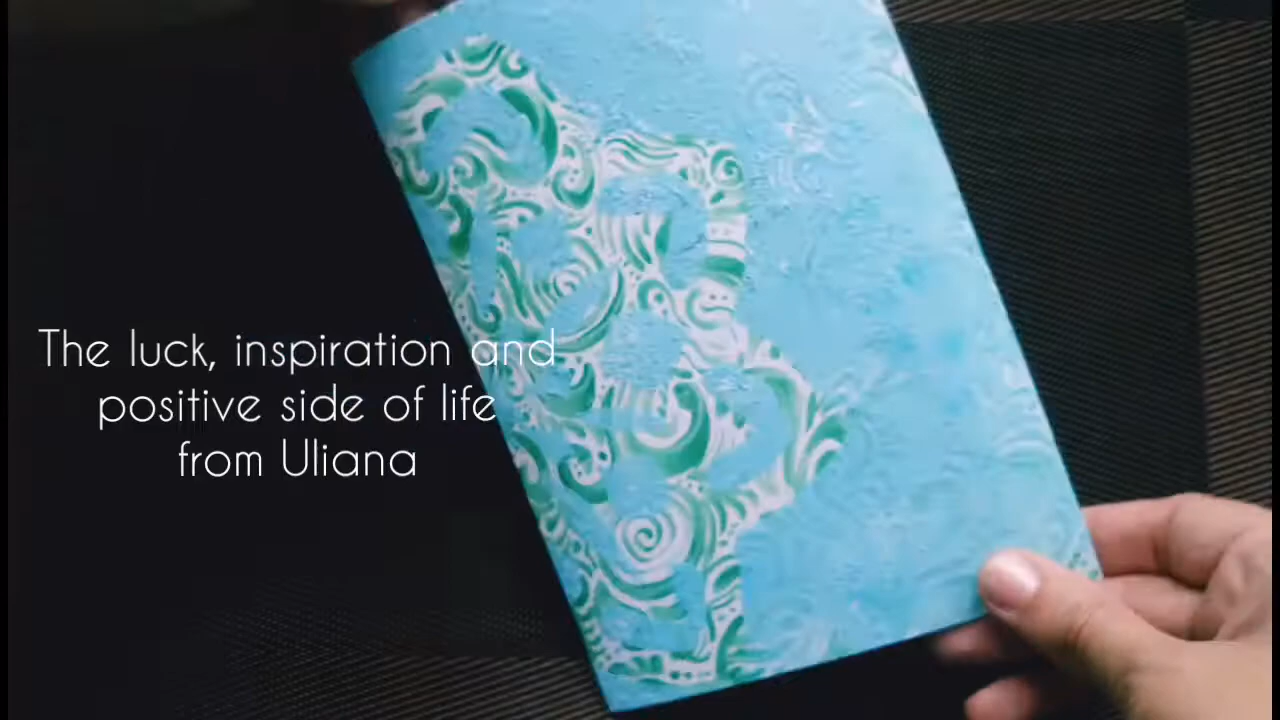 The luck, inspiration and
positive side of life
from Uliana